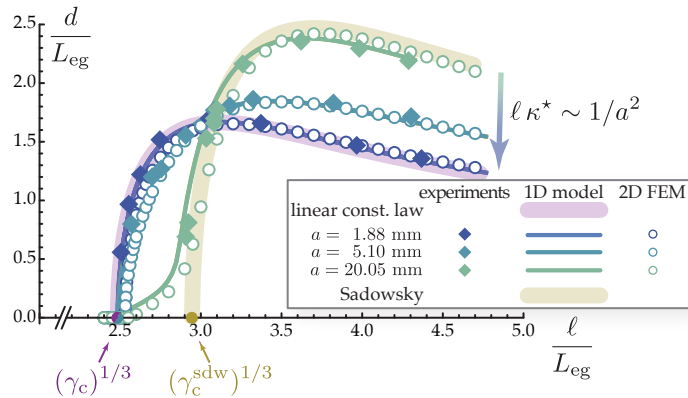 d
L_eg
2.5
2.0
1.5
1.0
0.5
0.0
2.5
3.0
3.5
4.0
4.5
5.0
ℓ
L_eg
(γ_c)^{1/3}
(γ_c^{sdw})^{1/3}
ℓ κ^⋆ ∼ 1/a^2
experiments 1D model 2D FEM
linear const. law
a = 1.88 mm
a = 5.10 mm
a = 20.05 mm
Sadowsky